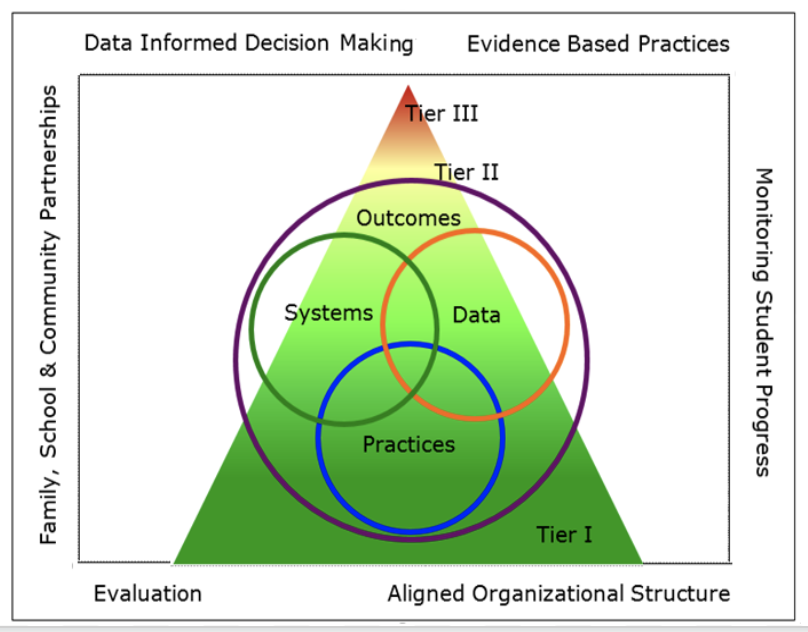 Data Informed Decision Making
Evidence Based Practices
Family, School & Community Partnerships
Tier III
Tier II
Outcomes
Systems
Data
Practices
Tier I
Monitoring Student Progress
Evaluation
Aligned Organizational Structure